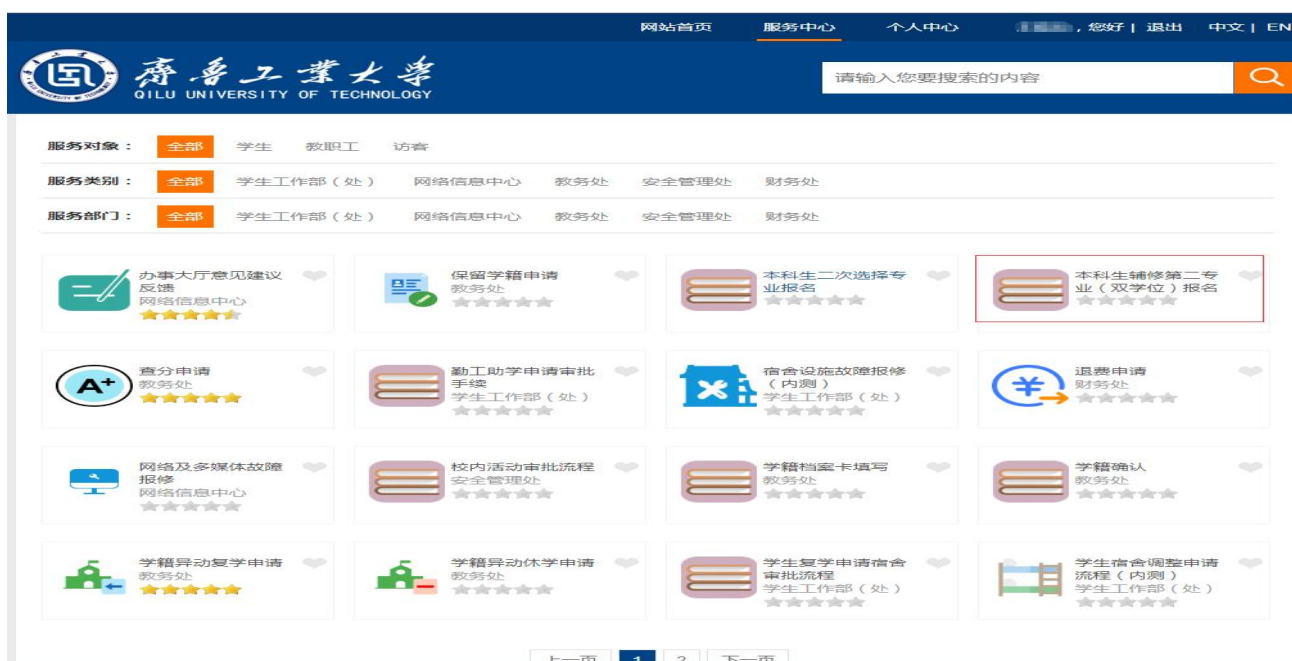 网站首页 服务中心 个人中心 ，您好 | 退出 中文 | EN
齊魯工業大學
QILU UNIVERSITY OF TECHNOLOGY
请输入您要搜索的内容
服务对象： 全部 学生 教职工 访客
服务类别： 全部 学生工作部（处） 网络信息中心 教务处 安全管理处 财务处
服务部门： 全部 学生工作部（处） 网络信息中心 教务处 安全管理处 财务处
办事大厅意见建议
反馈
网络信息中心
保留学籍申请
教务处
本科生二次选择专
业报名
本科生辅修第二专
业（双学位）报名
A+
查分申请
教务处
勤工助学申请审批
手续
学生工作部（处）
宿舍设施故障报修
（内测）
学生工作部（处）
¥
退费申请
财务处
网络及多媒体故障
报修
网络信息中心
校内活动审批流程
安全管理处
学籍档案卡填写
教务处
学籍确认
教务处
学籍异动复学申请
教务处
学籍异动休学申请
教务处
学生复学申请宿舍
审批流程
学生工作部（处）
学生宿舍调整申请
流程（内测）
学生工作部（处）
上一页 1 2 下一页